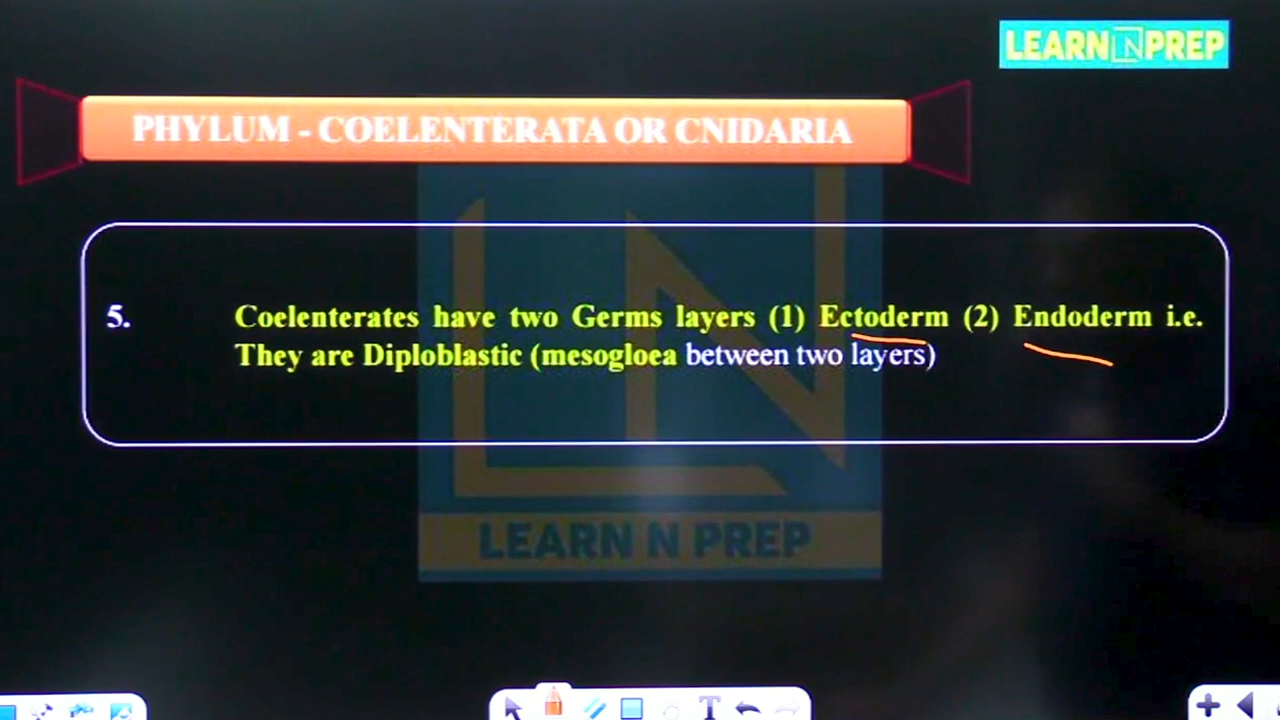 LEARN N PREP
PHYLUM - COELENTERATA OR CNIDARIA
5. Coelenterates have two Germs layers (1) Ectoderm (2) Endoderm i.e.
They are Diploblastic (mesogloea between two layers)
LEARN N PREP